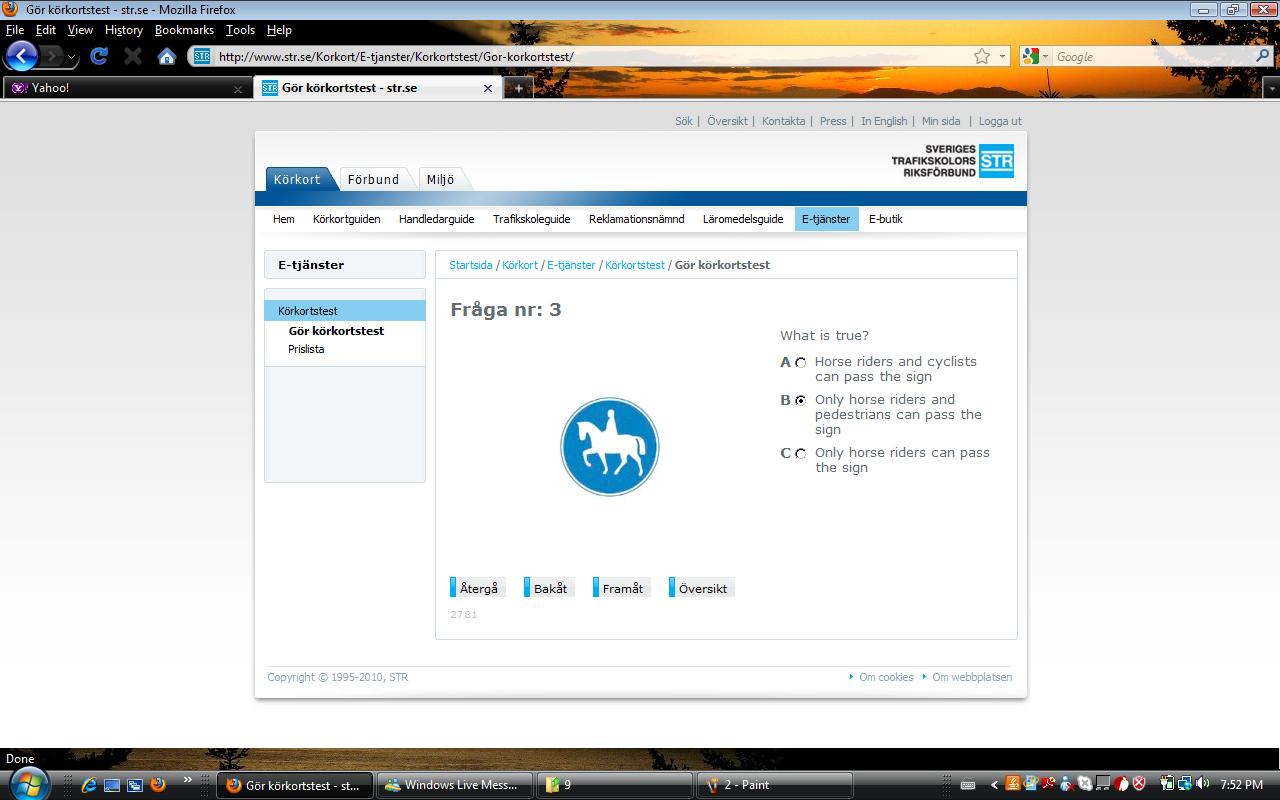 Gör körkortstest - str.se - Mozilla Firefox
File Edit View History Bookmarks Tools Help
STR http://www.str.se/Korkort/E-tjanster/Korkortstest/Gor-korkortstest/ Google
Yahoo! STR Gör körkortstest - str.se
Sök | Översikt | Kontakta | Press | In English | Min sida | Logga ut
SVERIGES
TRAFIKSKOLORS STR
RIKSFÖRBUND
Körkort Förbund Miljö
Hem Körkortguiden Handledarguide Trafikskoleguide Reklamationsnämnd Läromedelsguide E-tjänster E-butik
E-tjänster
Körkortstest
Gör körkortstest
Prislista
Startsida / Körkort / E-tjänster / Körkortstest / Gör körkortstest
Fråga nr: 3
What is true?
A Horse riders and cyclists
can pass the sign
B Only horse riders and
pedestrians can pass the
sign
C Only horse riders can pass
the sign
Återgå Bakåt Framåt Översikt
2781
Copyright © 1995-2010, STR Om cookies Om webbplatsen
Done
Gör körkortstest - st... Windows Live Mess... 9 2 - Paint 7:52 PM